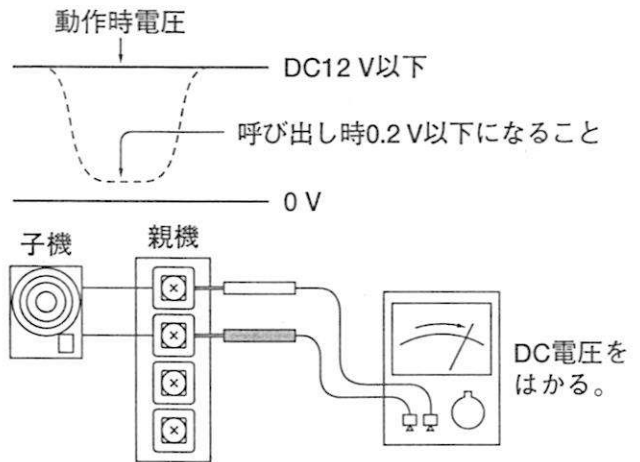 動作時電圧
DC12 V以下
呼び出し時0.2 V以下になること
0 V
子機
親機
DC電圧を
はかる。